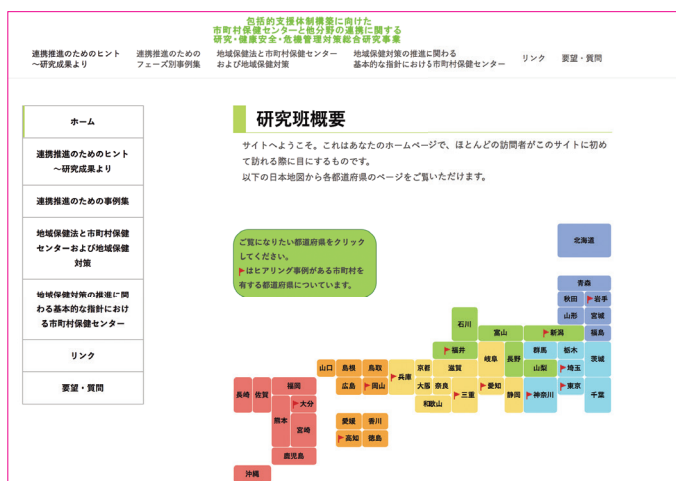 包括的支援体制構築に向けた
市町村保健センターと他分野の連携に関する
研究・健康安全・危機管理対策総合研究事業
連携推進のためのヒント
～研究成果より
連携推進のための
フェーズ別事例集
地域保健法と市町村保健センター
および地域保健対策
地域保健対策の推進に関わる
基本的な指針における市町村保健センター
リンク
要望・質問
ホーム
連携推進のためのヒント
～研究成果より
連携推進のための事例集
地域保健法と市町村保健
センターおよび地域保健
対策
地域保健対策の推進に関
わる基本的な指針におけ
る市町村保健センター
リンク
要望・質問
研究班概要
サイトへようこそ。これはあなたのホームページで、ほとんどの訪問者がこのサイトに初め
て訪れる際に目にするものです。
以下の日本地図から各都道府県のページをご覧いただけます。
ご覧になりたい都道府県をクリック
してください。
はヒアリング事例がある市町村を
有する都道府県についています。
北海道
青森
秋田 岩手
山形 宮城
石川 富山 新潟 福島
福井 岐阜 長野 群馬 栃木 茨城
山梨 埼玉
山口 島根 鳥取 兵庫 京都 滋賀
広島 岡山 大阪 奈良 三重 愛知 静岡 神奈川 東京 千葉
和歌山
長崎 佐賀 福岡
大分
熊本 宮崎
鹿児島
愛媛 香川
高知 徳島
沖縄